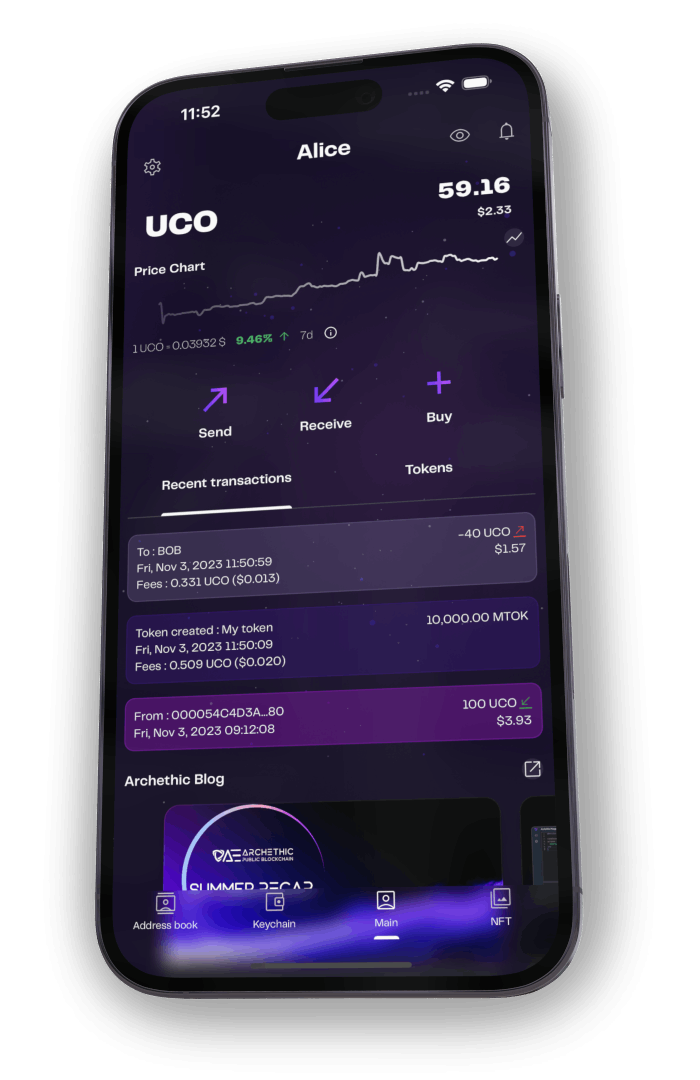 11:52
Alice
59.16
UCO
$2.33
Price Chart
1 UCO = 0.03932 $ 9.46% 7d
Send
Receive
Buy
Recent transactions
Tokens
To : BOB
-40 UCO
Fri, Nov 3, 2023 11:50:59
$1.57
Fees : 0.331 UCO ($0.013)
Token created : My token
10,000.00 MTOK
Fri, Nov 3, 2023 11:50:09
Fees : 0.509 UCO ($0.020)
From : 000054C4D3A...80
100 UCO
Fri, Nov 3, 2023 09:12:08
$3.93
Archethic Blog
ARCHETHIC
PUBLIC BLOCKCHAIN
SUMMER RECAP
Address book
Keychain
Main
NFT